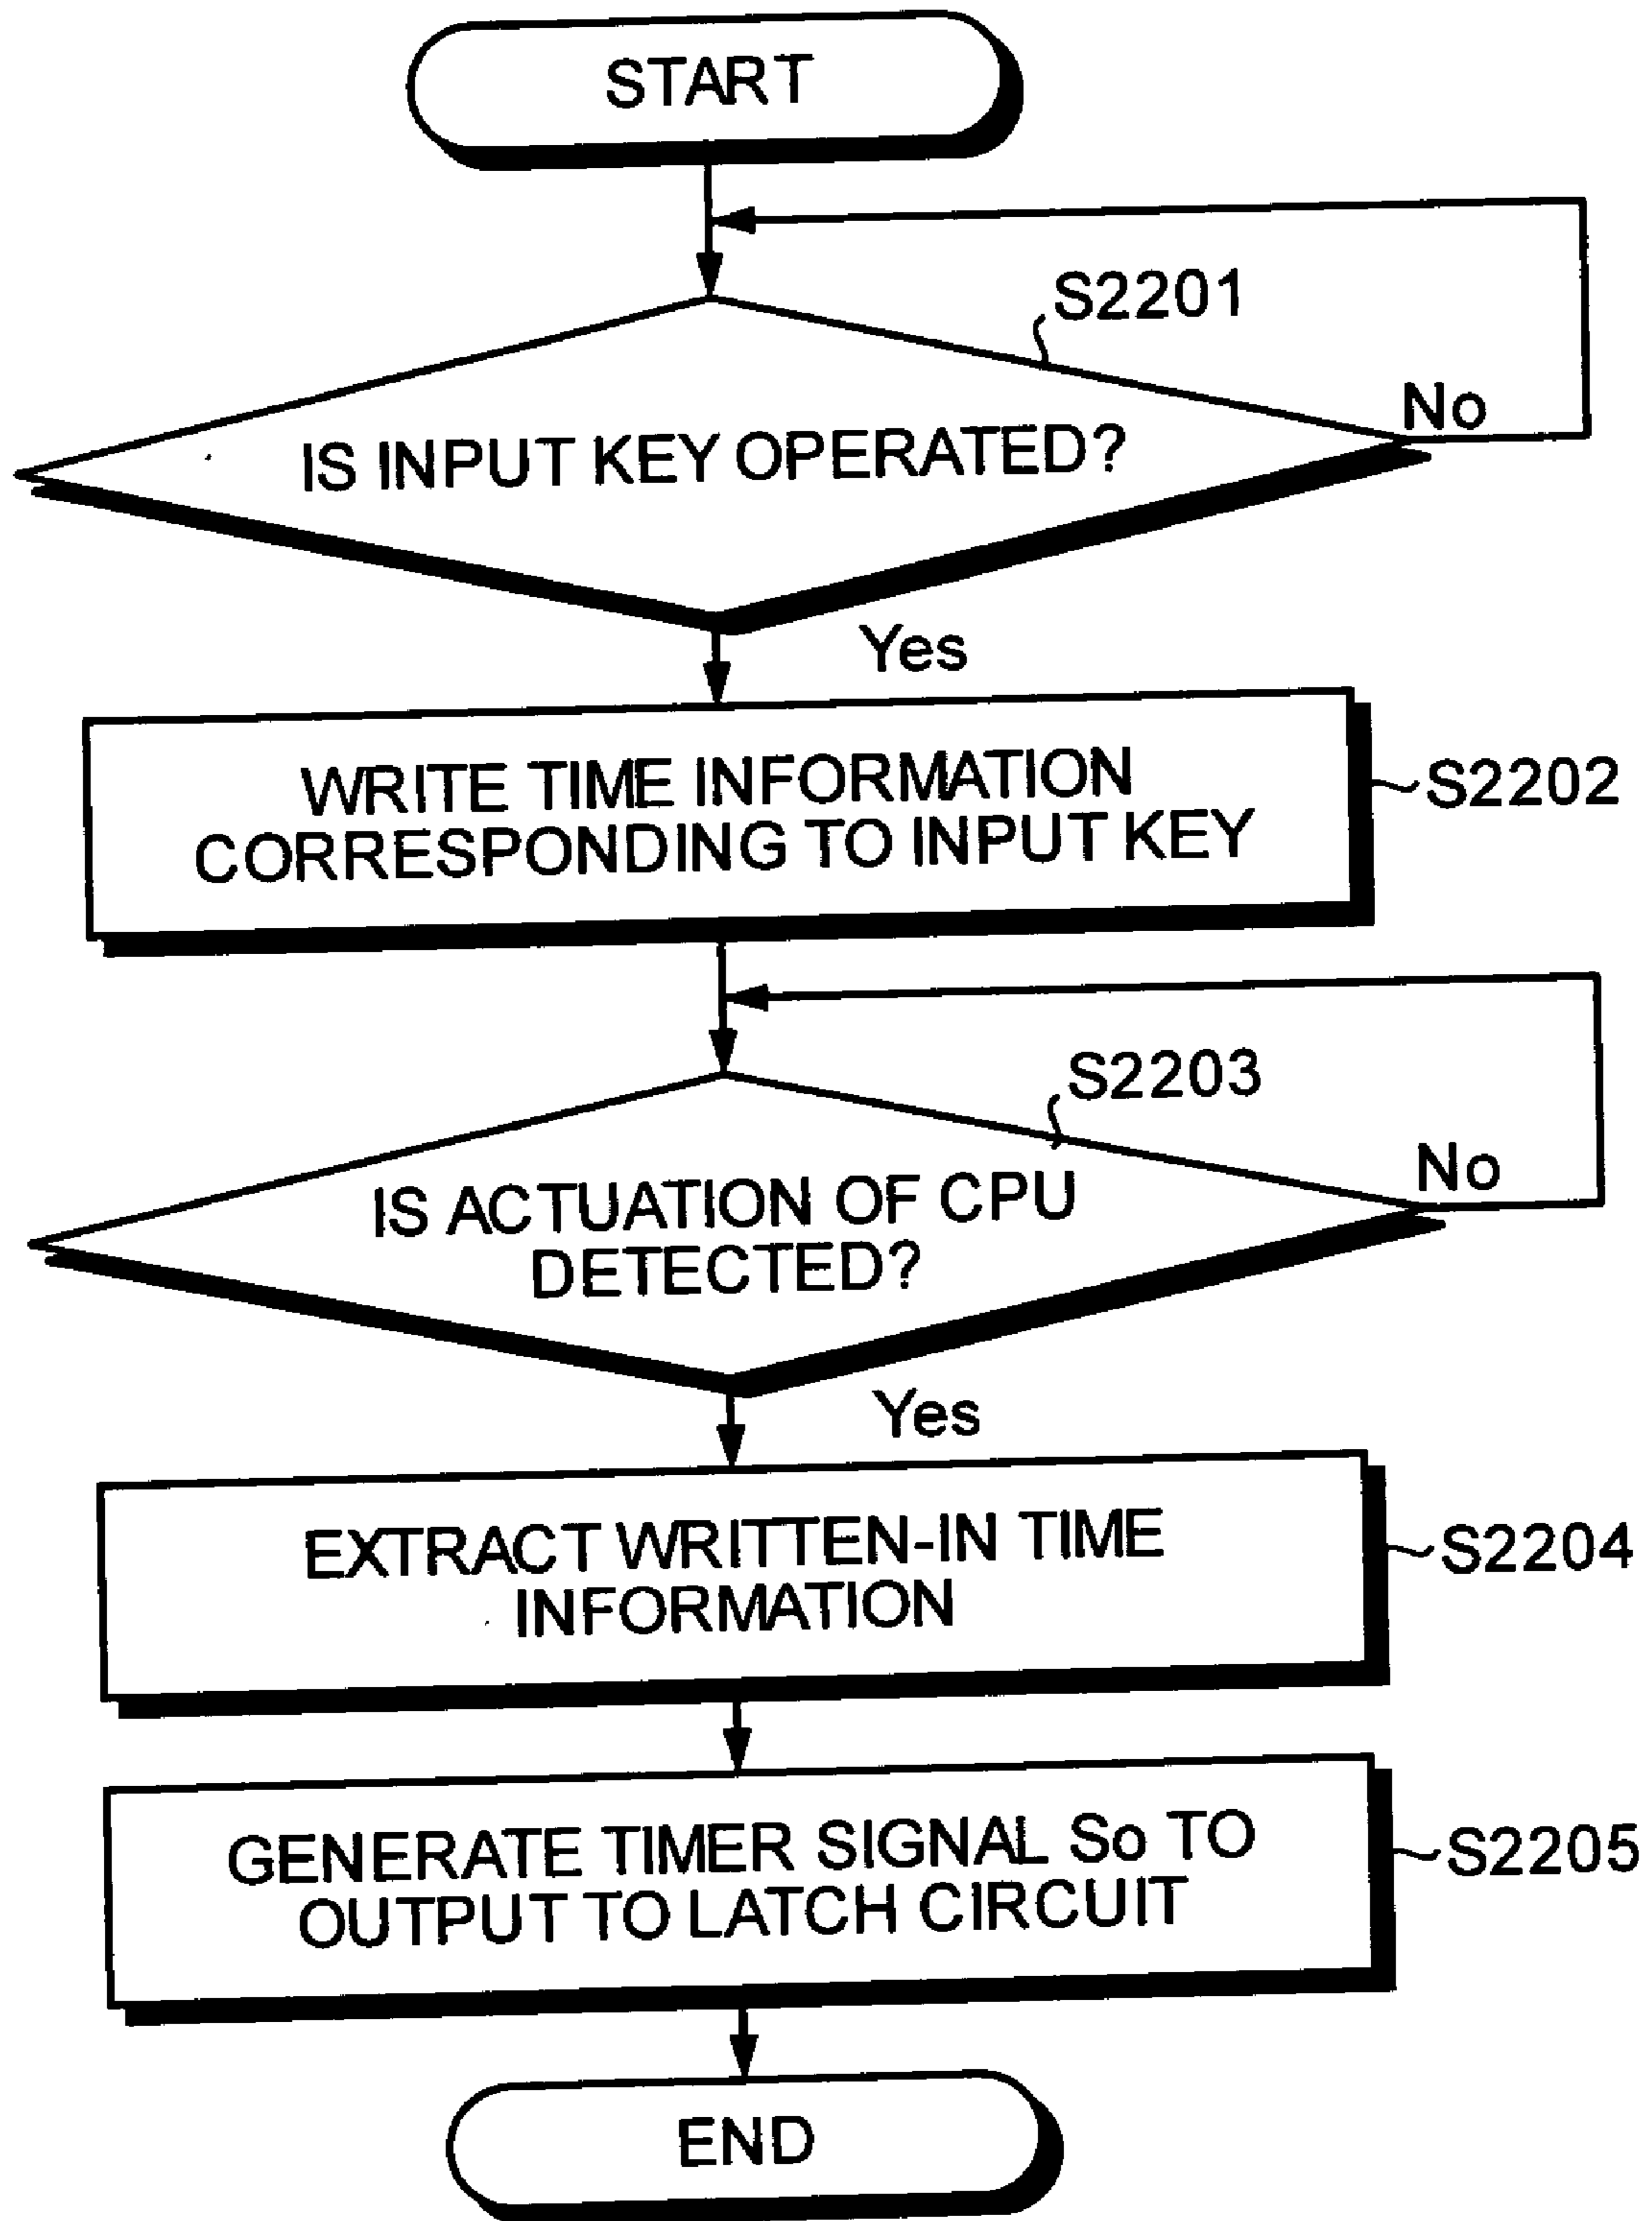 START
S2201
No
IS INPUT KEY OPERATED?
Yes
WRITE TIME INFORMATION
CORRESPONDING TO INPUT KEY
S2202
S2203
No
IS ACTUATION OF CPU
DETECTED?
Yes
EXTRACT WRITTEN-IN TIME
INFORMATION
S2204
GENERATE TIMER SIGNAL So TO
OUTPUT TO LATCH CIRCUIT
S2205
END